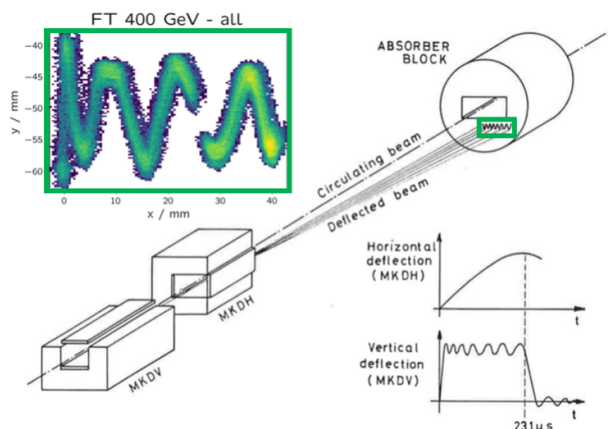 FT 400 GeV - all
−40
−45
−50
−55
−60
y / mm
0
10
20
30
40
x / mm
ABSORBER
BLOCK
Circulating beam
Deflected beam
MKDH
MKDV
Horizontal
deflection
(MKDH)
t
Vertical
deflection
(MKDV)
t
231µs